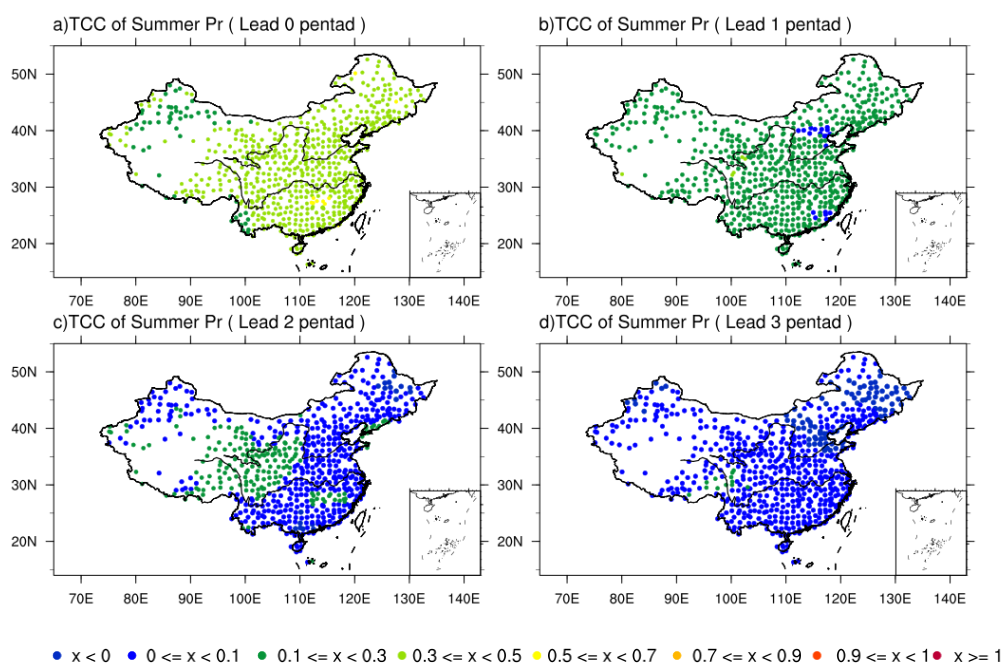 a)TCC of Summer Pr ( Lead 0 pentad )
b)TCC of Summer Pr ( Lead 1 pentad )
50N
40N
30N
20N
70E 80E 90E 100E 110E 120E 130E 140E
50N
40N
30N
20N
70E 80E 90E 100E 110E 120E 130E 140E
c)TCC of Summer Pr ( Lead 2 pentad )
d)TCC of Summer Pr ( Lead 3 pentad )
50N
40N
30N
20N
70E 80E 90E 100E 110E 120E 130E 140E
50N
40N
30N
20N
70E 80E 90E 100E 110E 120E 130E 140E
x < 0 0 <= x < 0.1 0.1 <= x < 0.3 0.3 <= x < 0.5 0.5 <= x < 0.7 0.7 <= x < 0.9 0.9 <= x < 1 x >= 1